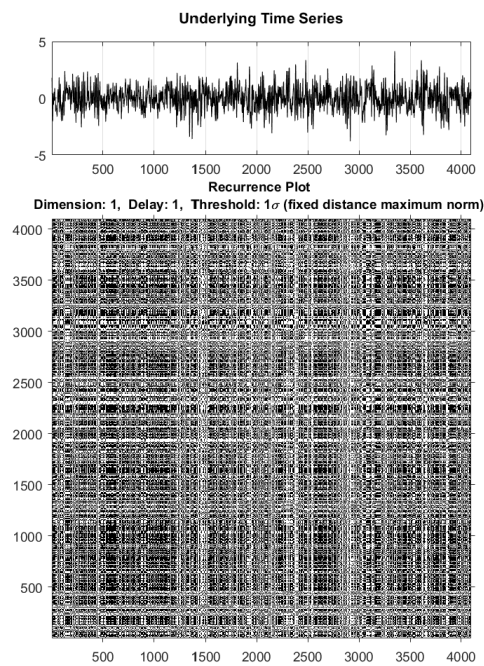 Underlying Time Series
5
0
-5
500 1000 1500 2000 2500 3000 3500 4000
Recurrence Plot
Dimension: 1, Delay: 1, Threshold: 1σ (fixed distance maximum norm)
4000
3500
3000
2500
2000
1500
1000
500
500 1000 1500 2000 2500 3000 3500 4000